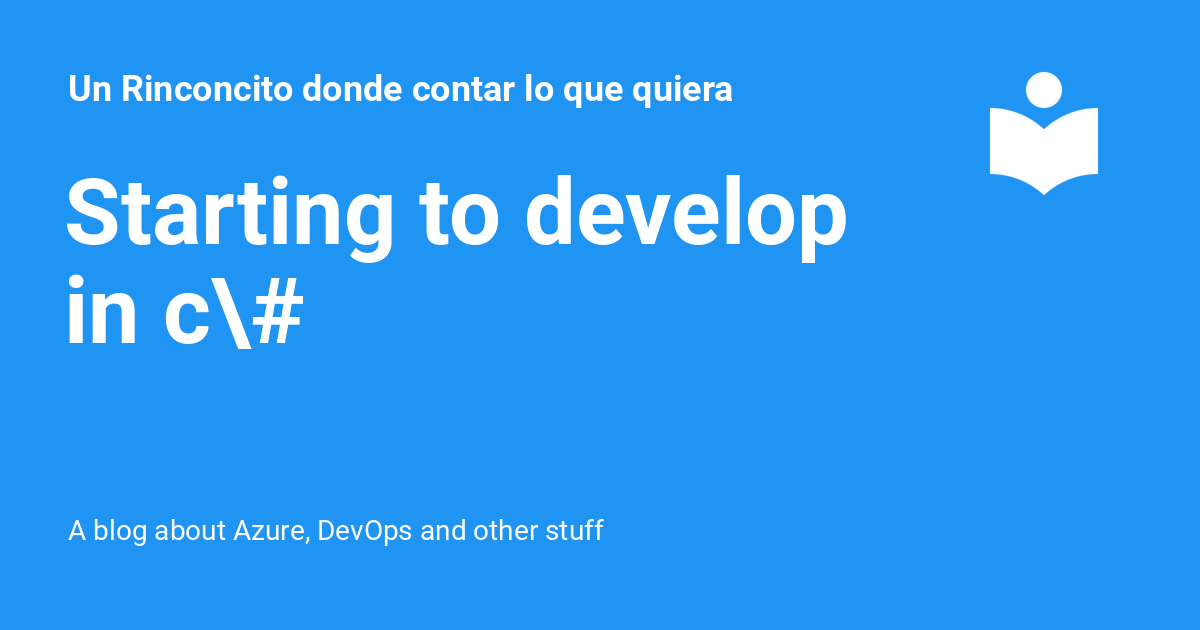 Un Rinconcito donde contar lo que quiera
Starting to develop
in c\#
A blog about Azure, DevOps and other stuff